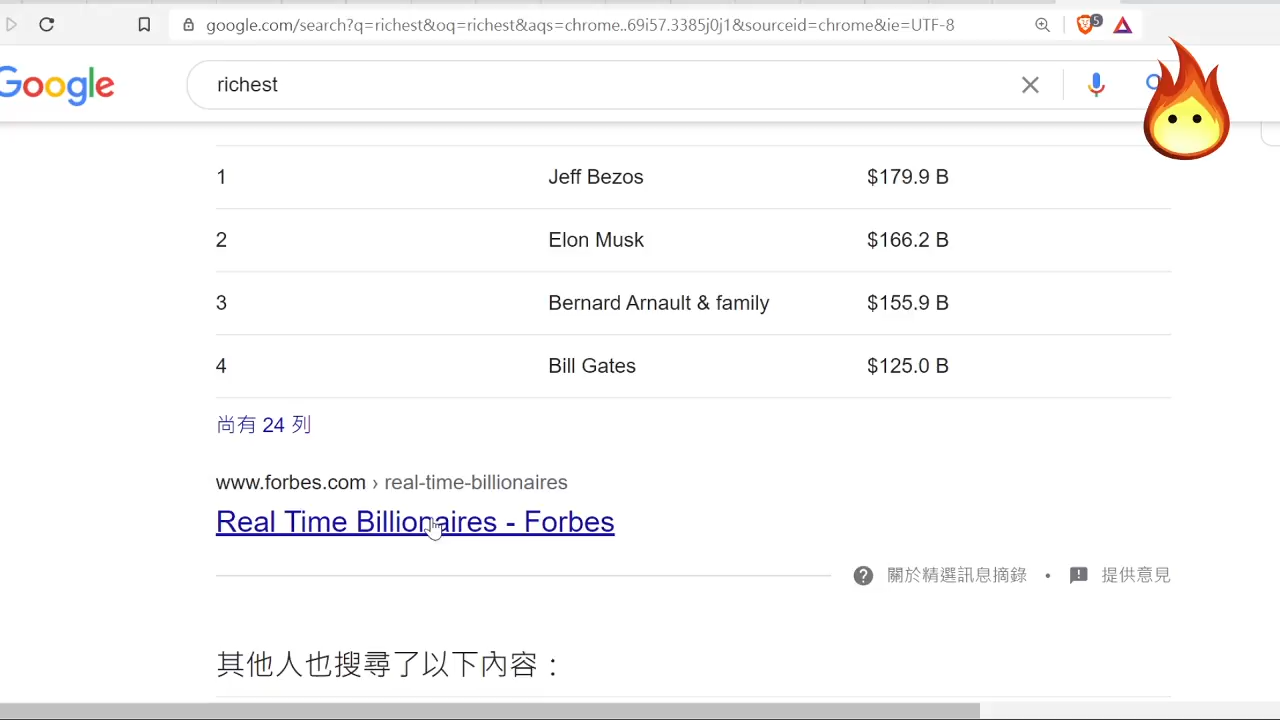 google.com/search?q=richest&oq=richest&aqs=chrome..69i57.3385j0j1&sourceid=chrome&ie=UTF-8
5
Google
richest
1 Jeff Bezos $179.9 B
2 Elon Musk $166.2 B
3 Bernard Arnault & family $155.9 B
4 Bill Gates $125.0 B
尚有 24 列
www.forbes.com › real-time-billionaires
Real Time Billionaires - Forbes
關於精選訊息摘錄 • 提供意見
其他人也搜尋了以下內容：